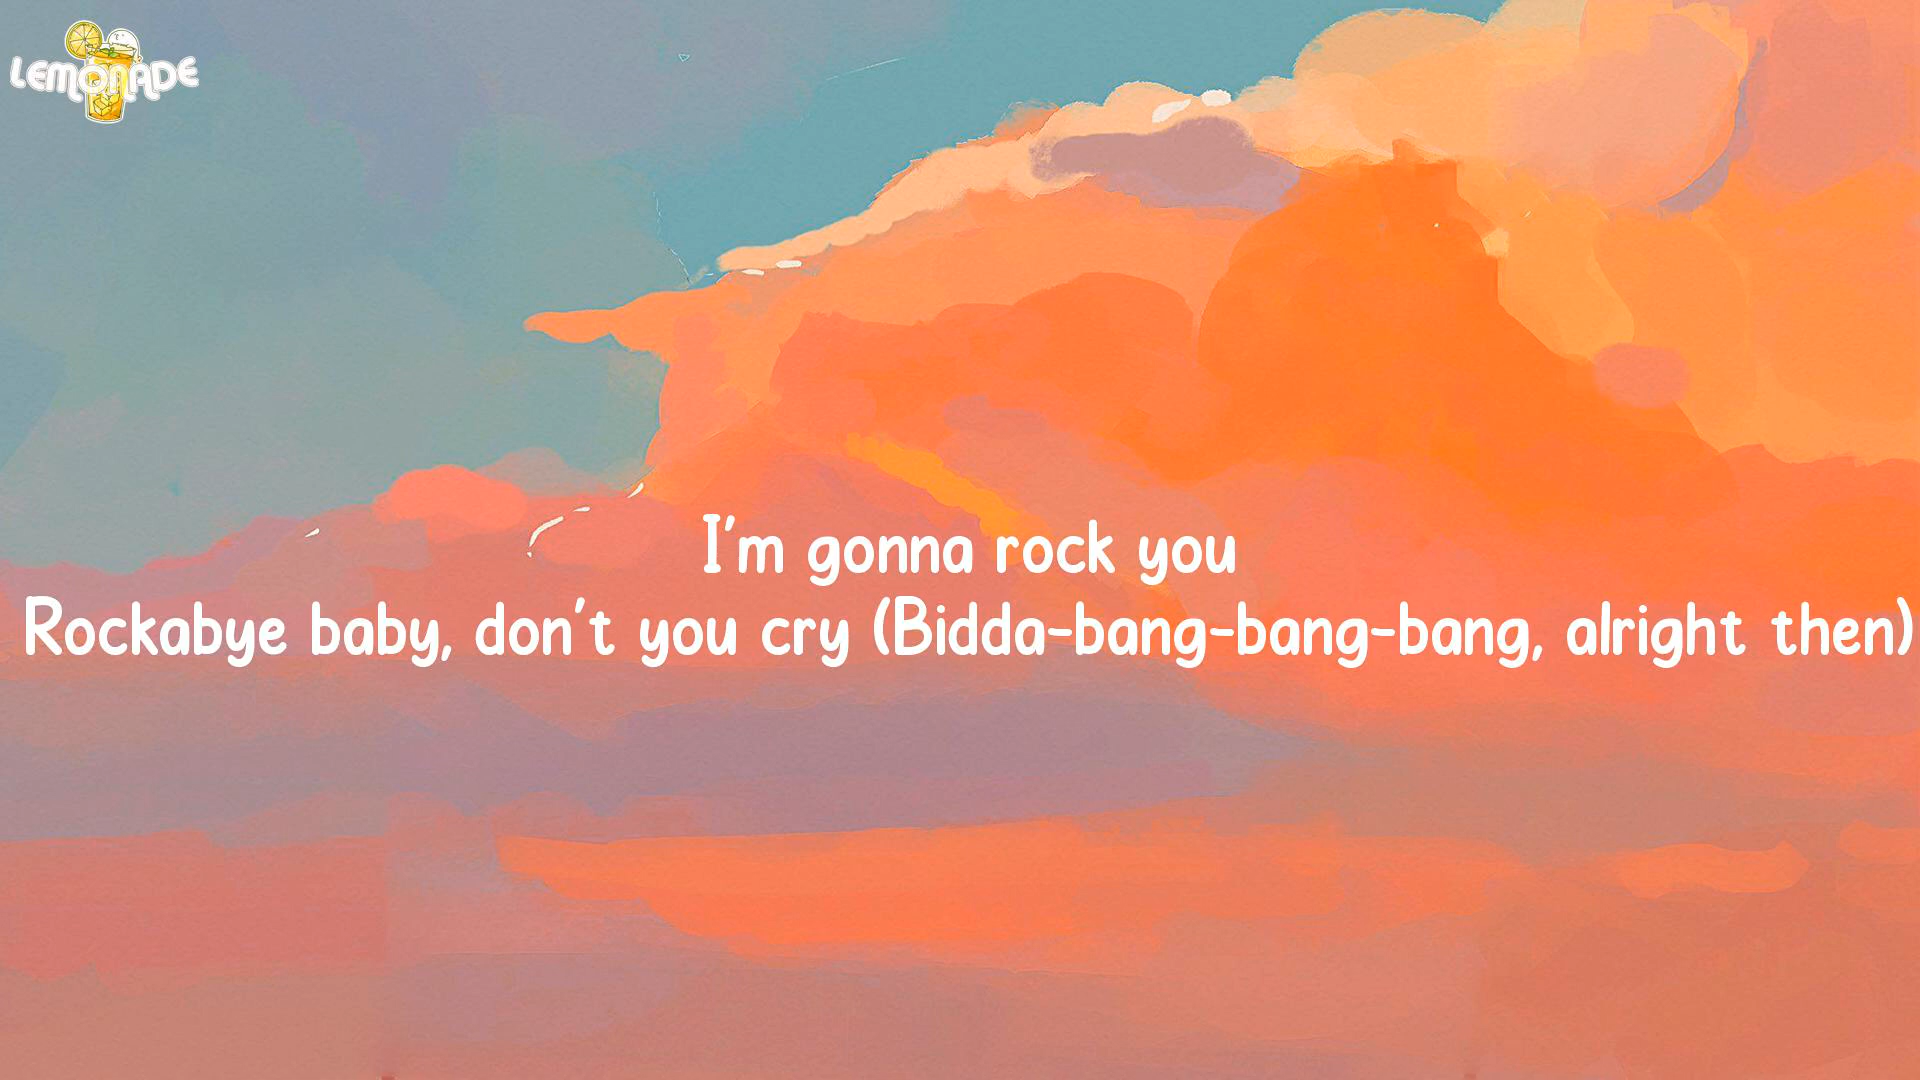 LEMONADE
I'm gonna rock you
Rockabye baby, don't you cry (Bidda-bang-bang-bang, alright then)